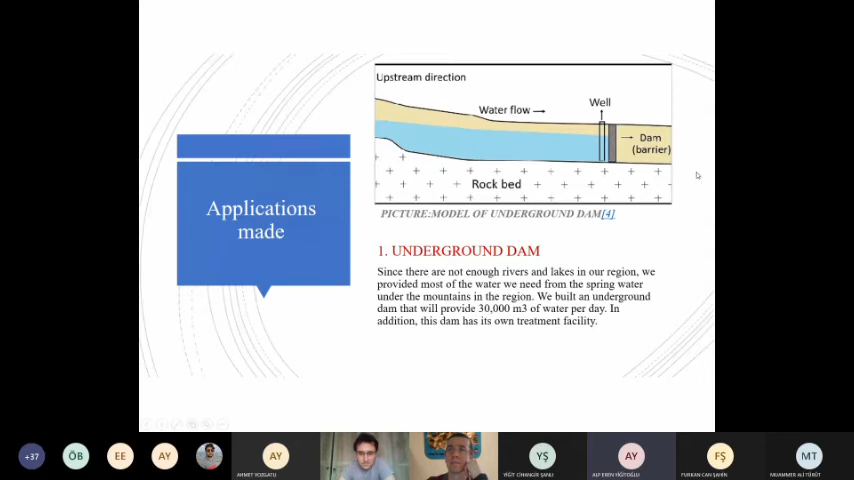 Upstream direction
Water flow
Well
Dam
(barrier)
Rock bed
PICTURE:MODEL OF UNDERGROUND DAM[4]
Applications
made
1. UNDERGROUND DAM
Since there are not enough rivers and lakes in our region, we
provided most of the water we need from the spring water
under the mountains in the region. We built an underground
dam that will provide 30,000 m3 of water per day. In
addition, this dam has its own treatment facility.
+37
ÖB
EE
AY
AY
YŞ
AY
FŞ
MT
AHMET YOZLATLI
YİĞİT CİHANGİR ŞANLI
ALP EREN YİĞİTOĞLU
FURKAN CAN ŞAHİN
MUAMMER ALİ TÜRÜT